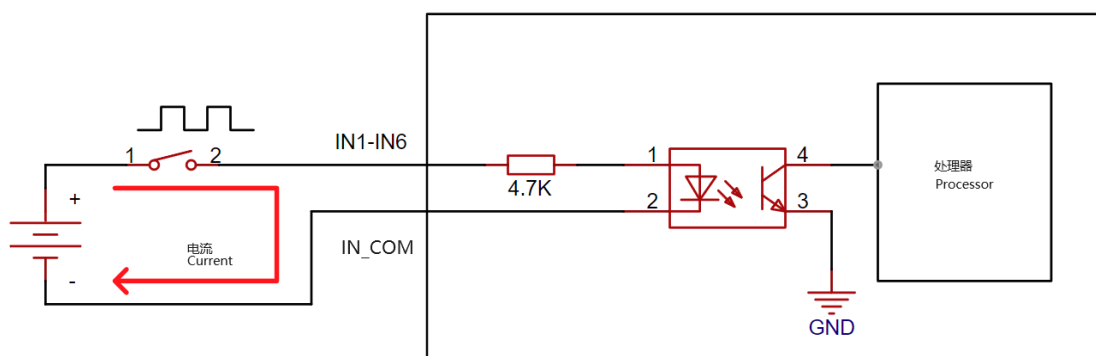 1
2
IN1-IN6
4.7K
1
4
处理器
Processor
+
2
3
电流
Current
IN_COM
-
GND